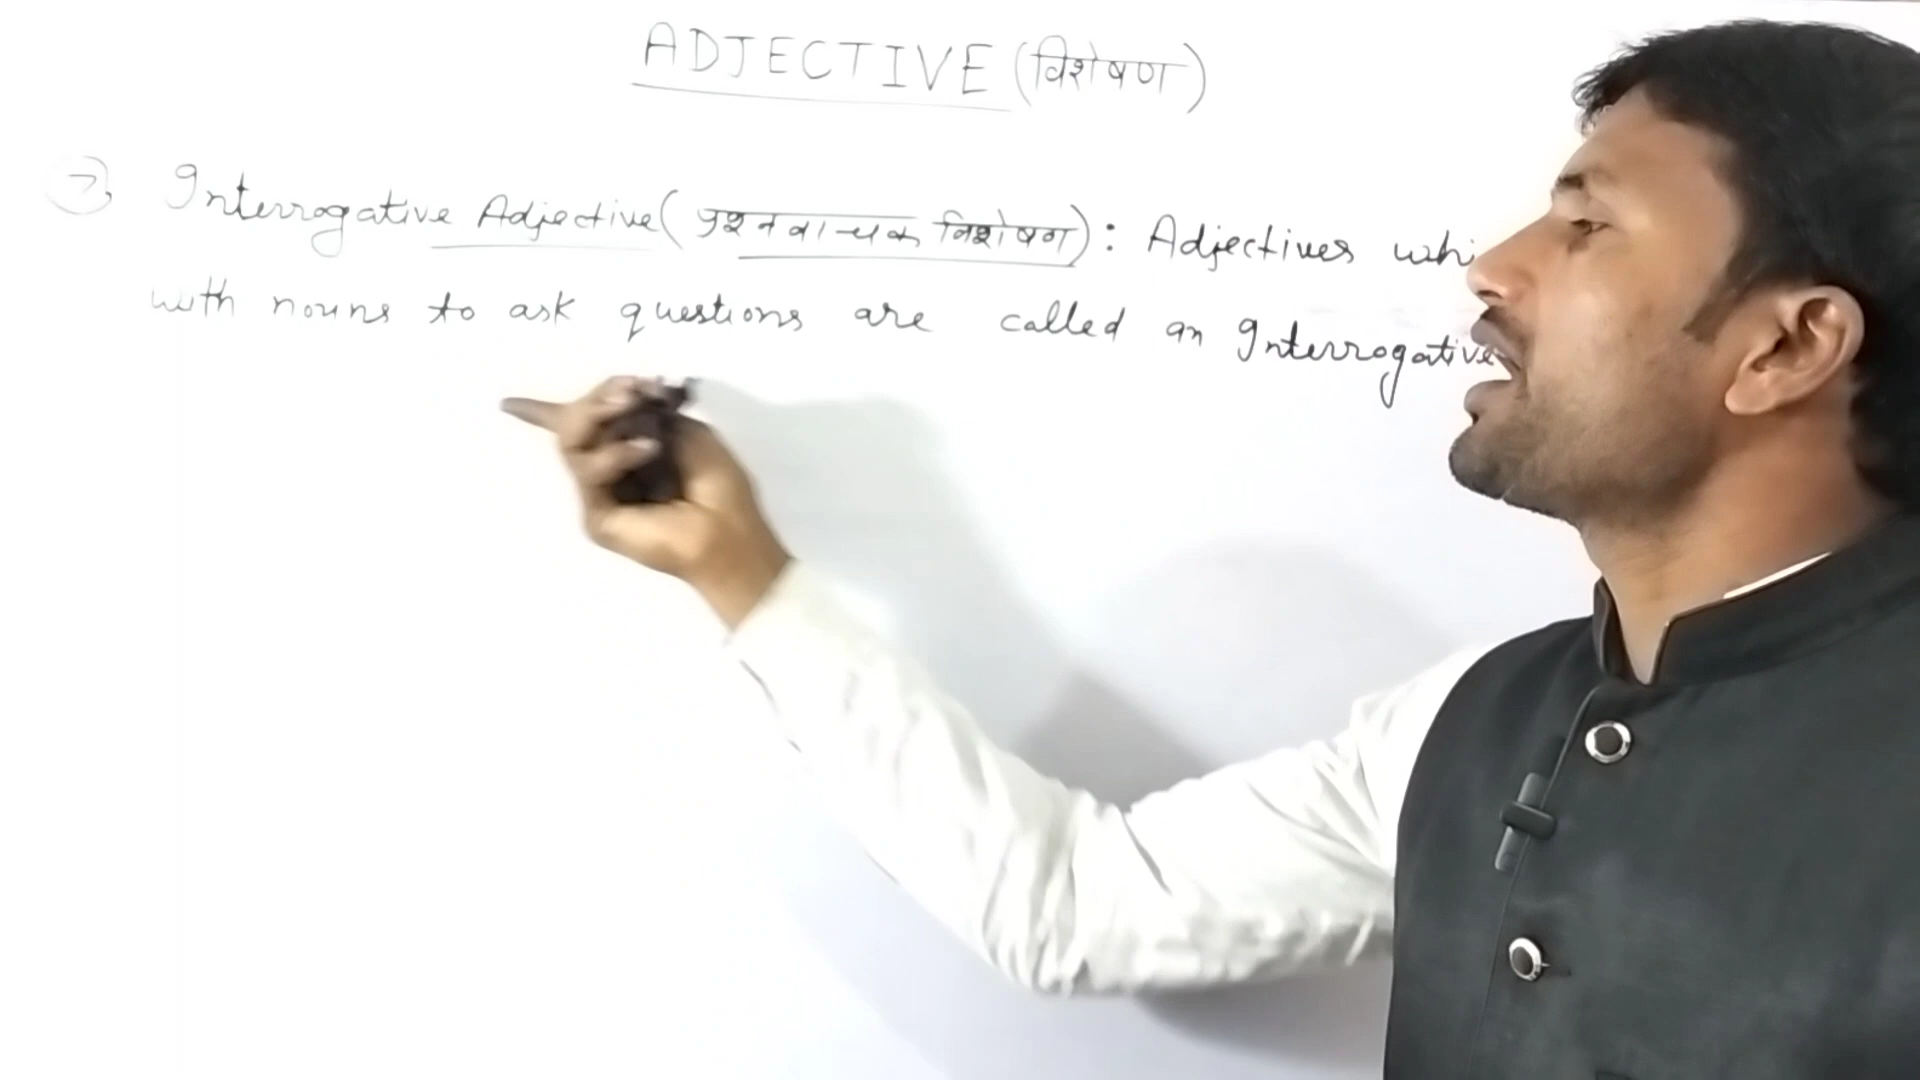 ADJECTIVE (विशेषण)
7, Interrogative Adjective (प्रश्नवाचक विशेषण) : Adjectives whi
with nouns to ask questions are called an Interrogative